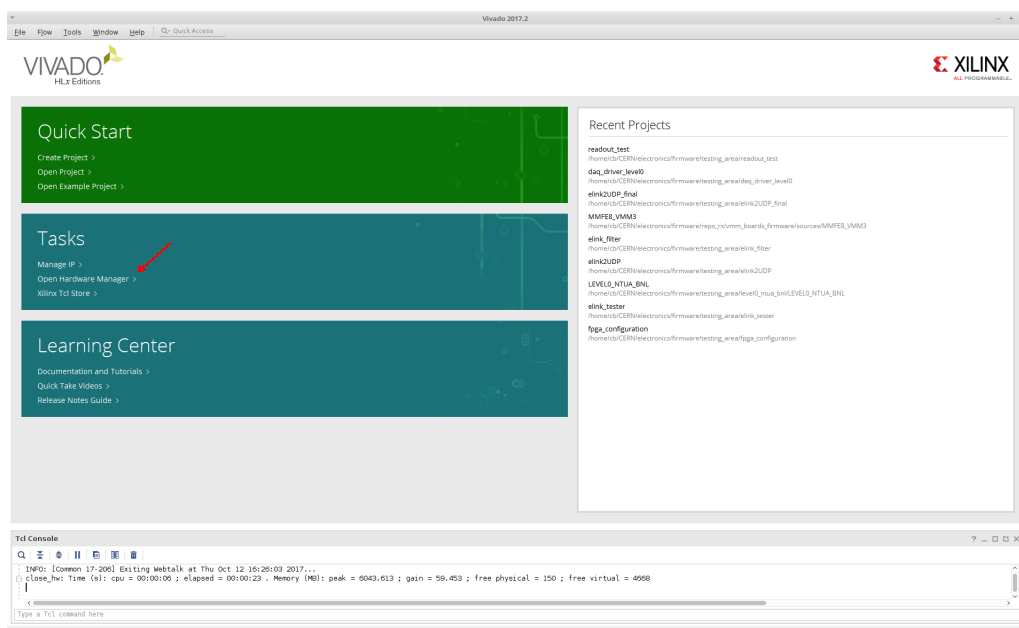 Vivado 2017.2
File Flow Tools Window Help Quick Access
VIVADO
HLx Editions
XILINX
ALL PROGRAMMABLE.
Quick Start
Create Project >
Open Project >
Open Example Project >
Tasks
Manage IP >
Open Hardware Manager >
Xilinx Tcl Store >
Learning Center
Documentation and Tutorials >
Quick Take Videos >
Release Notes Guide >
Recent Projects
readout_test
/home/cb/CERN/electronics/firmware/testing_area/readout_test
daq_driver_level0
/home/cb/CERN/electronics/firmware/testing_area/daq_driver_level0
elink2UDP_final
/home/cb/CERN/electronics/firmware/testing_area/elink2UDP_final
MMFE8_VMM3
/home/cb/CERN/electronics/firmware/repo_rx/vmm_boards_firmware/sources/MMFE8_VMM3
elink_filter
/home/cb/CERN/electronics/firmware/testing_area/elink_filter
elink2UDP
/home/cb/CERN/electronics/firmware/testing_area/elink2UDP
LEVEL0_NTUA_BNL
/home/cb/CERN/electronics/firmware/testing_area/level0_ntua_bnl/LEVEL0_NTUA_BNL
elink_tester
/home/cb/CERN/electronics/firmware/testing_area/elink_tester
fpga_configuration
/home/cb/CERN/electronics/firmware/testing_area/fpga_configuration
Tcl Console
INFO: [Common 17-206] Exiting Webtalk at Thu Oct 12 16:26:03 2017...
close_hw: Time (s): cpu = 00:00:06 ; elapsed = 00:00:23 . Memory (MB): peak = 6043.613 ; gain = 59.453 ; free physical = 150 ; free virtual = 4668
Type a Tcl command here